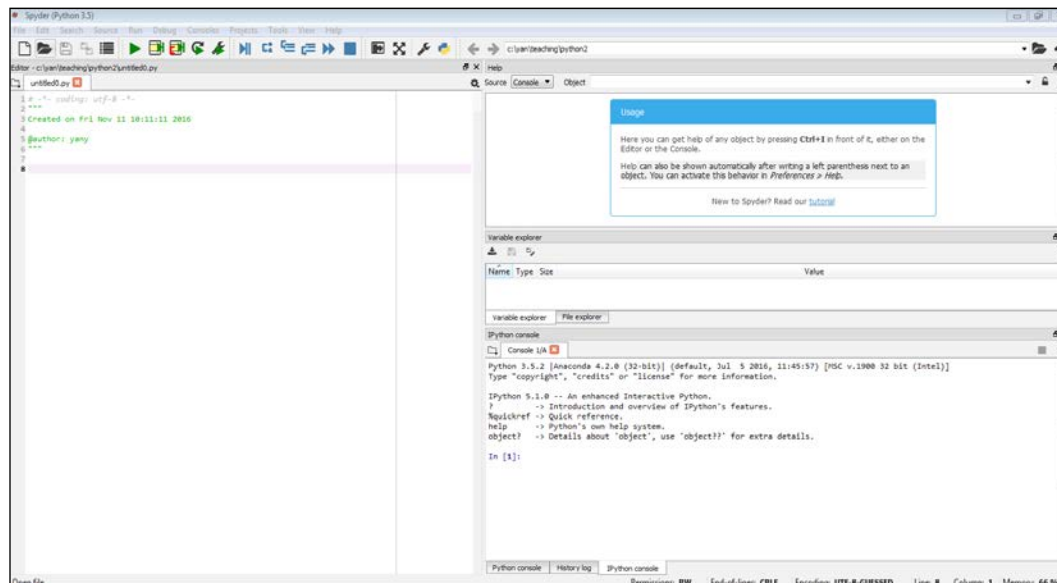 Spyder (Python 3.5)
File Edit Search Source Run Debug Consoles Projects Tools View Help
c:\yan\teaching\python2
Editor - c:\yan\teaching\python2\untitled0.py
untitled0.py
1 # -*- coding: utf-8 -*-
2 """
3 Created on Fri Nov 11 10:11:11 2016
4
5 @author: yany
6 """
7
8
Help
Source Console Object
Usage
Here you can get help of any object by pressing Ctrl+I in front of it, either on the
Editor or the Console.
Help can also be shown automatically after writing a left parenthesis next to an
object. You can activate this behavior in Preferences > Help.
New to Spyder? Read our tutorial
Variable explorer
Name Type Size Value
Variable explorer File explorer
IPython console
Console 1/A
Python 3.5.2 |Anaconda 4.2.0 (32-bit)| (default, Jul 5 2016, 11:45:57) [MSC v.1900 32 bit (Intel)]
Type "copyright", "credits" or "license" for more information.
IPython 5.1.0 -- An enhanced Interactive Python.
? -> Introduction and overview of IPython's features.
%quickref -> Quick reference.
help -> Python's own help system.
object? -> Details about 'object', use 'object??' for extra details.
In [1]:
Python console History log IPython console
Open file
Permissions: RW End-of-lines: CRLF Encoding: UTF-8-GUESSED Line: 8 Column: 1 Memory: 66 %